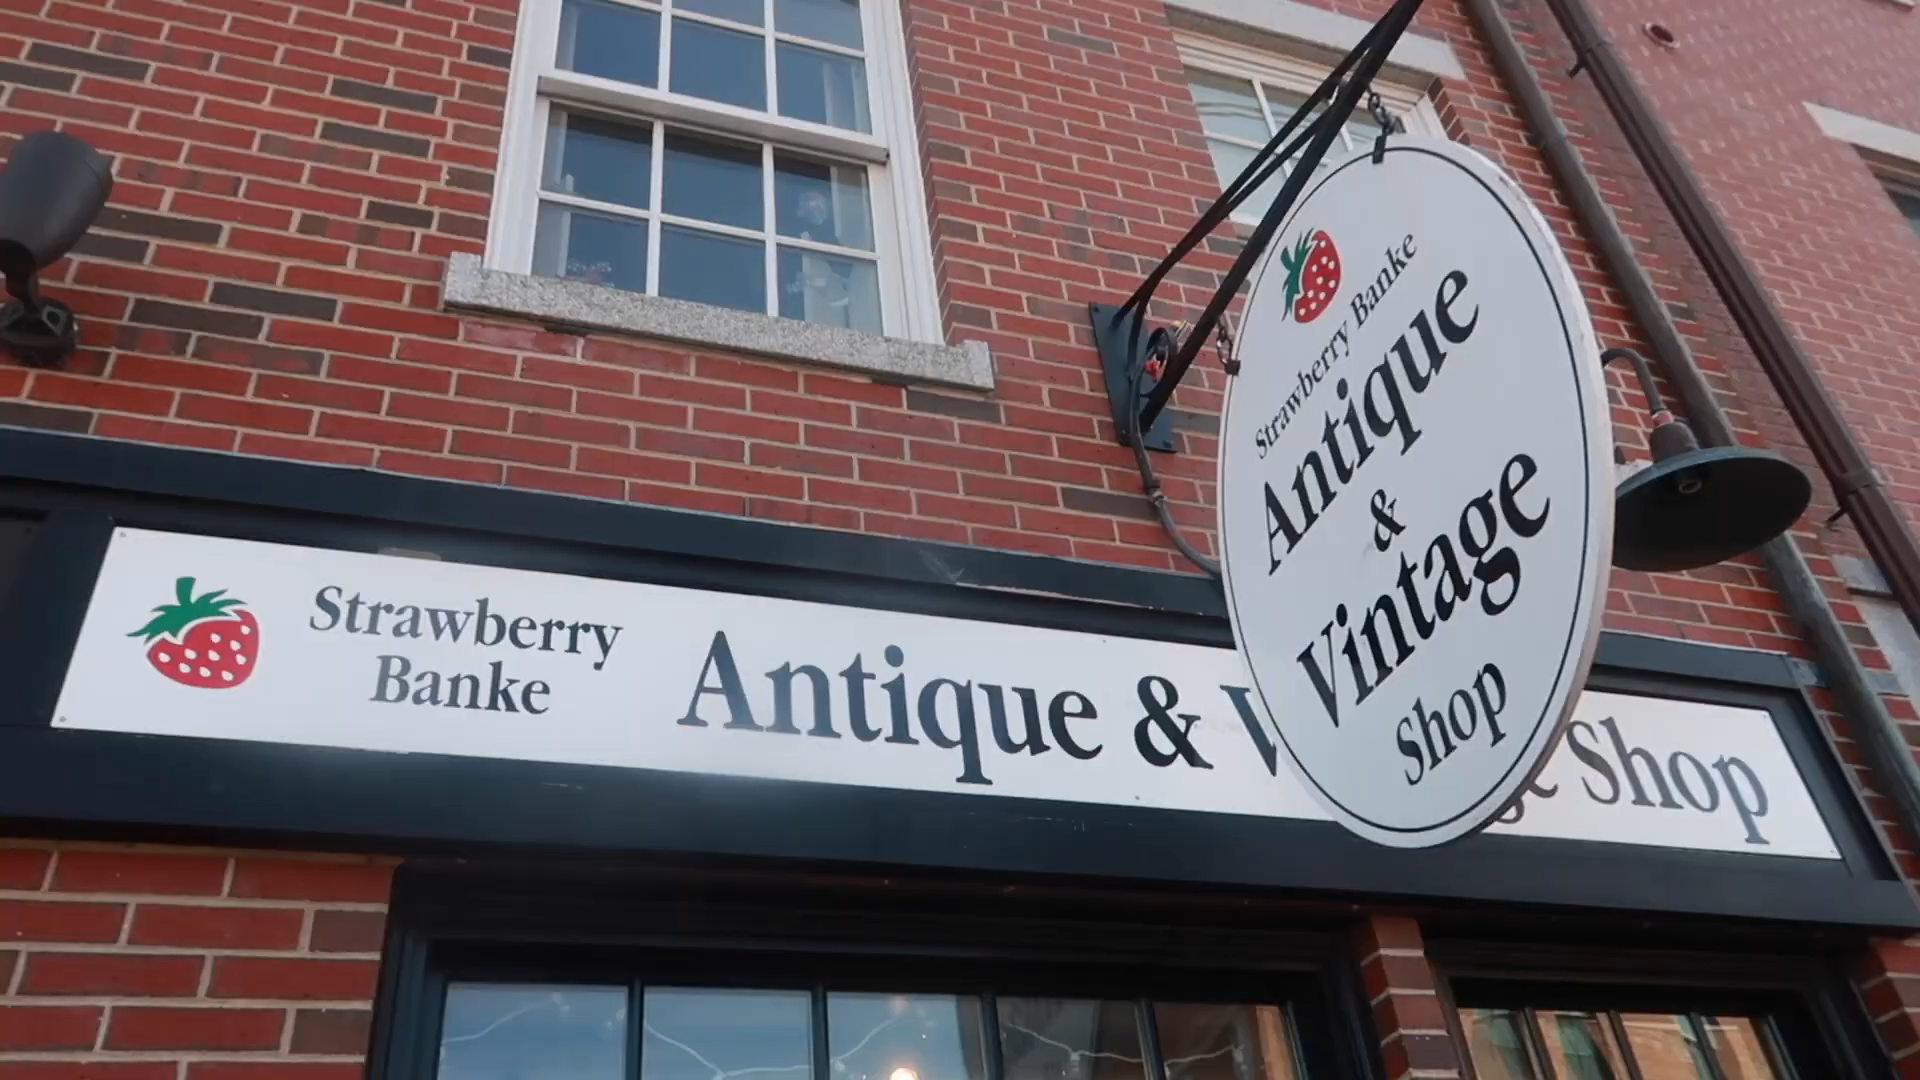 Strawberry Banke
Antique
&
Vintage
Shop
Strawberry
Banke
Antique & V
Shop